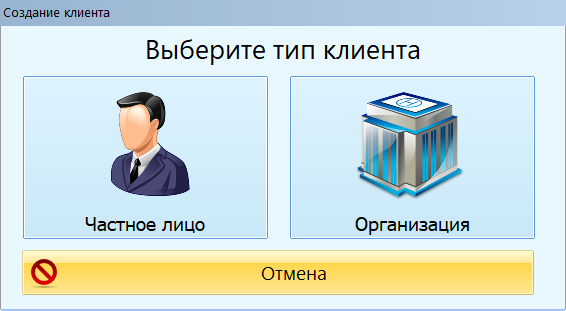 Создание клиента
Выберите тип клиента
Частное лицо
Организация
Отмена